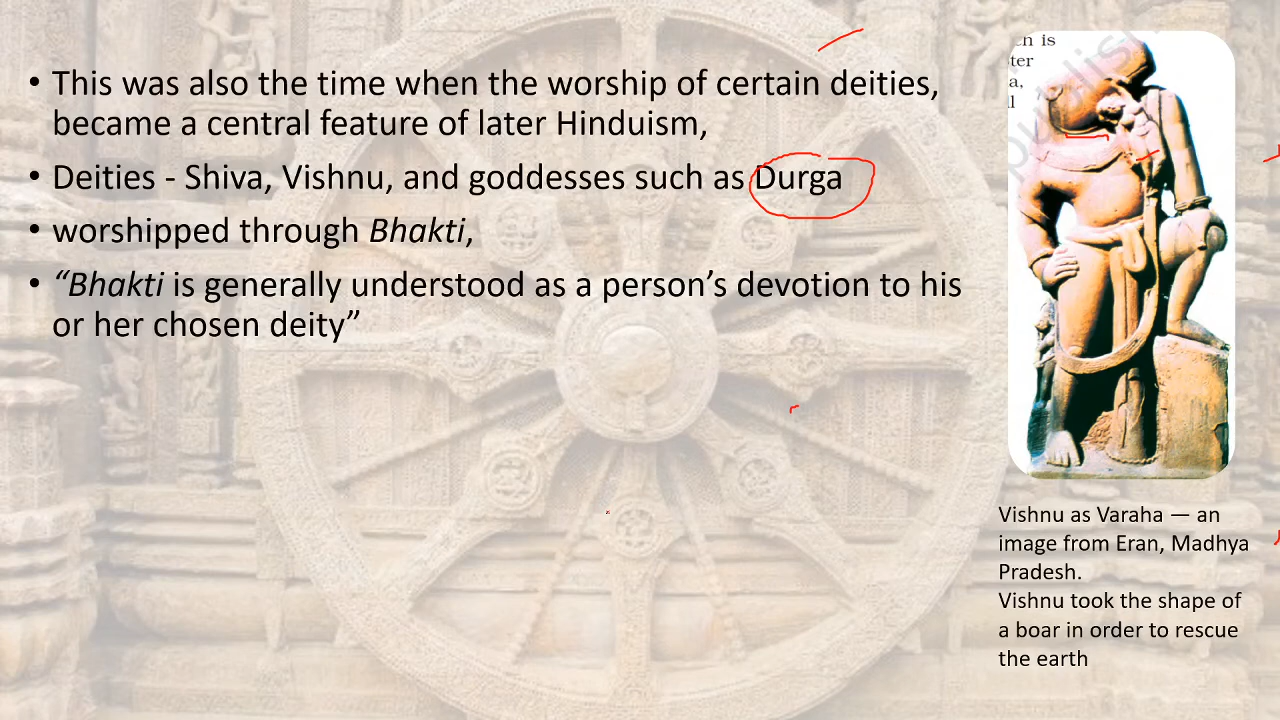 • This was also the time when the worship of certain deities,
became a central feature of later Hinduism,
• Deities - Shiva, Vishnu, and goddesses such as Durga
• worshipped through Bhakti,
• “Bhakti is generally understood as a person’s devotion to his
or her chosen deity”
is
Vishnu as Varaha — an
image from Eran, Madhya
Pradesh.
Vishnu took the shape of
a boar in order to rescue
the earth